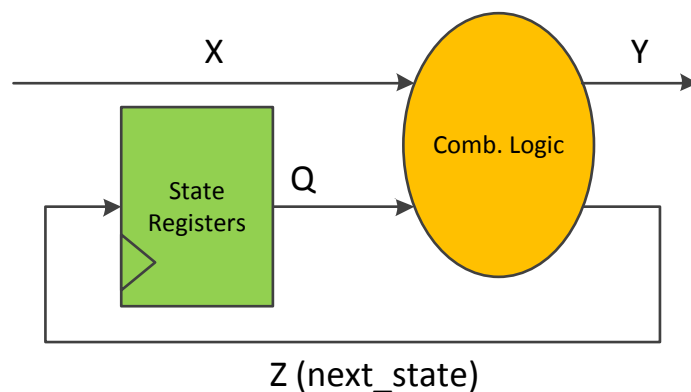 X
Y
Comb. Logic
State
Registers
Q
Z (next_state)